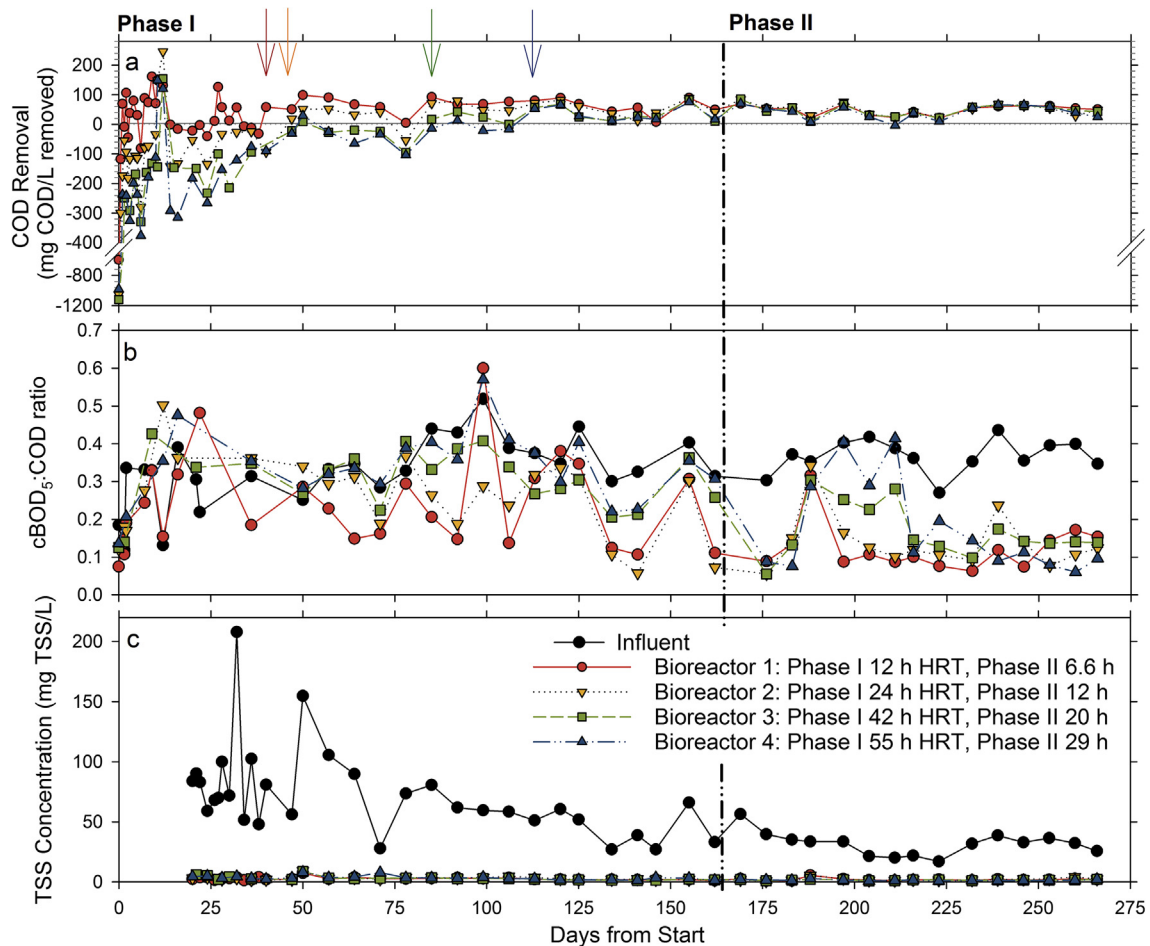 Phase I
Phase II
a
COD Removal
(mg COD/L removed)
200
100
0
-100
-200
-300
-400
-800
-1200
b
cBOD5:COD ratio
0.7
0.6
0.5
0.4
0.3
0.2
0.1
0.0
c
TSS Concentration (mg TSS/L)
200
150
100
50
0
Influent
Bioreactor 1: Phase I 12 h HRT, Phase II 6.6 h
Bioreactor 2: Phase I 24 h HRT, Phase II 12 h
Bioreactor 3: Phase I 42 h HRT, Phase II 20 h
Bioreactor 4: Phase I 55 h HRT, Phase II 29 h
0 25 50 75 100 125 150 175 200 225 250 275
Days from Start